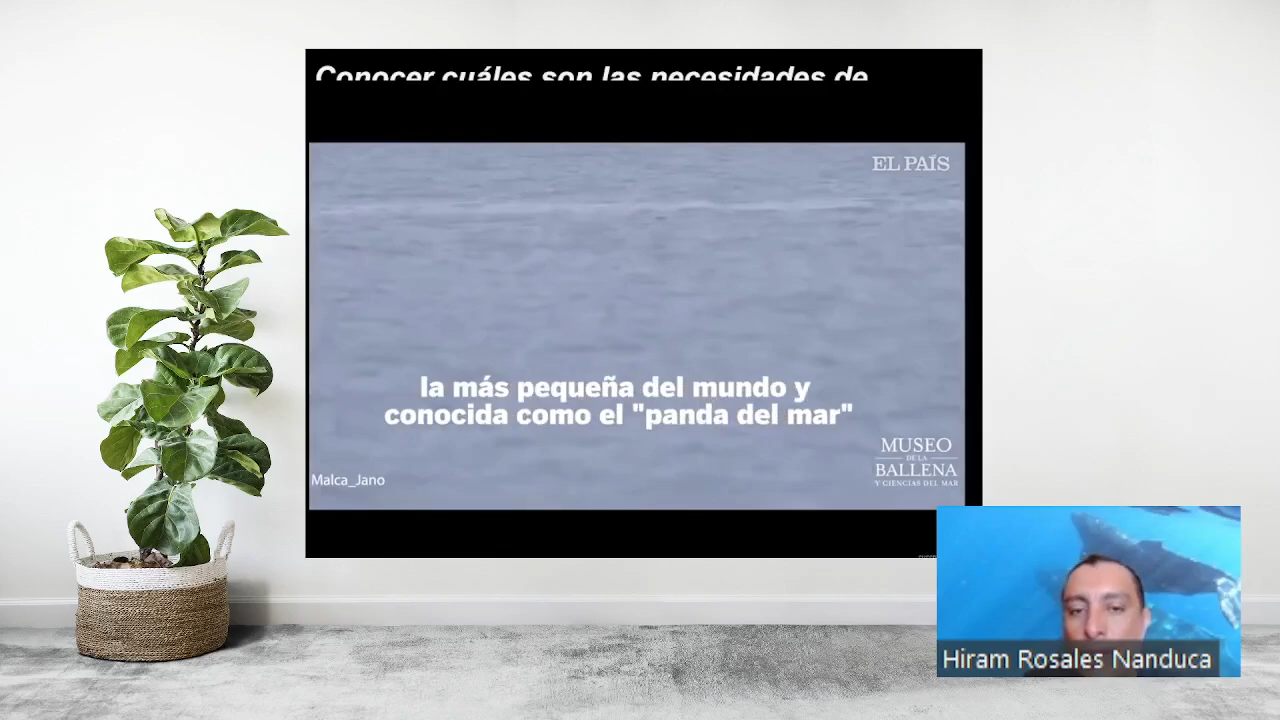 Conocer cuáles son las necesidades de
EL PAÍS
la más pequeña del mundo y
conocida como el "panda del mar"
MUSEO
DE LA
BALLENA
Y CIENCIAS DEL MAR
Malca_Jano
Hiram Rosales Nanduca